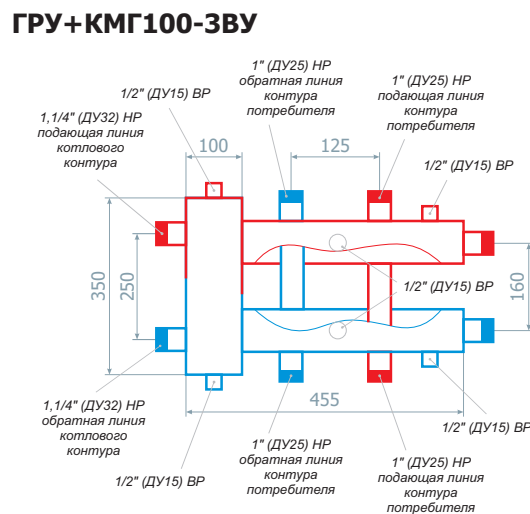 ГРУ+КМГ100-3ВУ
1" (ДУ25) НР
обратная линия
контура
потребителя
1" (ДУ25) НР
подающая линия
контура
потребителя
1/2" (ДУ15) ВР
1,1/4" (ДУ32) НР
подающая линия
котлового
контура
100
125
1/2" (ДУ15) ВР
350
250
1/2" (ДУ15) ВР
160
455
1,1/4" (ДУ32) НР
обратная линия
котлового
контура
1/2" (ДУ15) ВР
1" (ДУ25) НР
обратная линия
контура
потребителя
1" (ДУ25) НР
подающая линия
контура
потребителя
1/2" (ДУ15) ВР